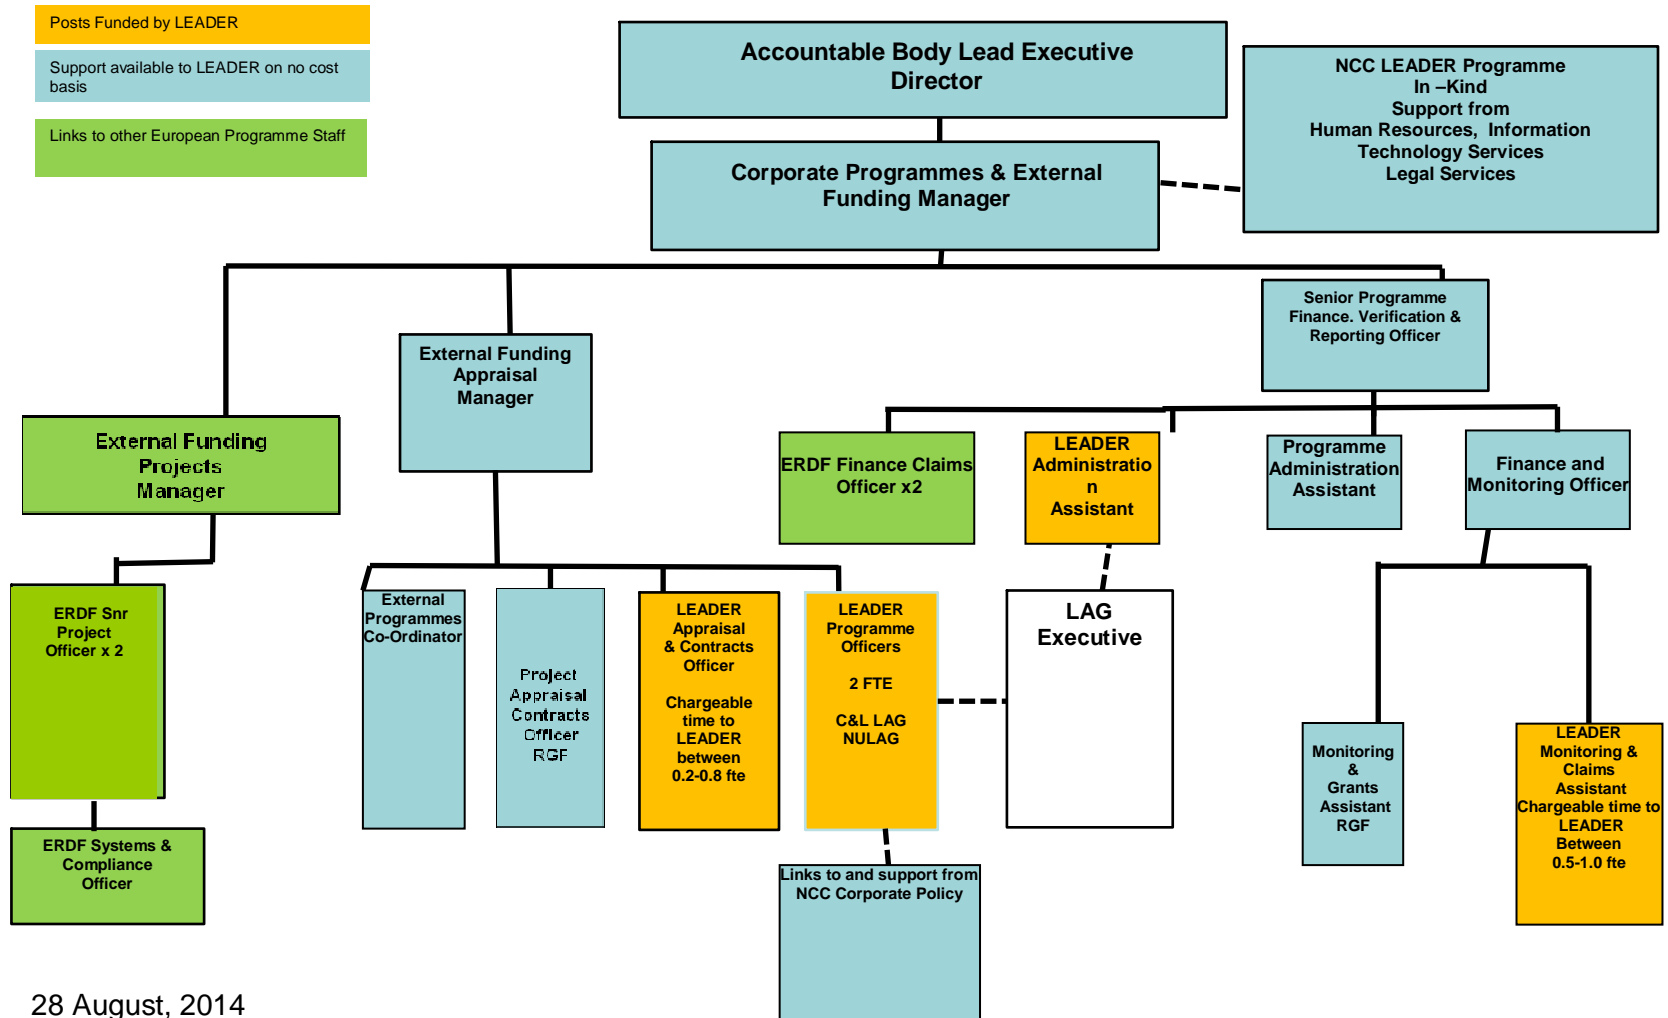 Posts Funded by LEADER
Support available to LEADER on no cost
basis
Links to other European Programme Staff
Accountable Body Lead Executive
Director
NCC LEADER Programme
In –Kind
Support from
Human Resources, Information
Technology Services
Legal Services
Corporate Programmes & External
Funding Manager
Senior Programme
Finance. Verification &
Reporting Officer
External Funding
Appraisal
Manager
External Funding
Projects
Manager
ERDF Finance Claims
Officer x2
LEADER
Administratio
n
Assistant
Programme
Administration
Assistant
Finance and
Monitoring Officer
ERDF Snr
Project
Officer x 2
External
Programmes
Co-Ordinator
Project
Appraisal
Contracts
Officer
RGF
LEADER
Appraisal
& Contracts
Officer
Chargeable
time to
LEADER
between
0.2-0.8 fte
LEADER
Programme
Officers
2 FTE
C&L LAG
NULAG
LAG
Executive
Monitoring
&
Grants
Assistant
RGF
LEADER
Monitoring &
Claims
Assistant
Chargeable time to
LEADER
Between
0.5-1.0 fte
ERDF Systems &
Compliance
Officer
Links to and support from
NCC Corporate Policy
28 August, 2014